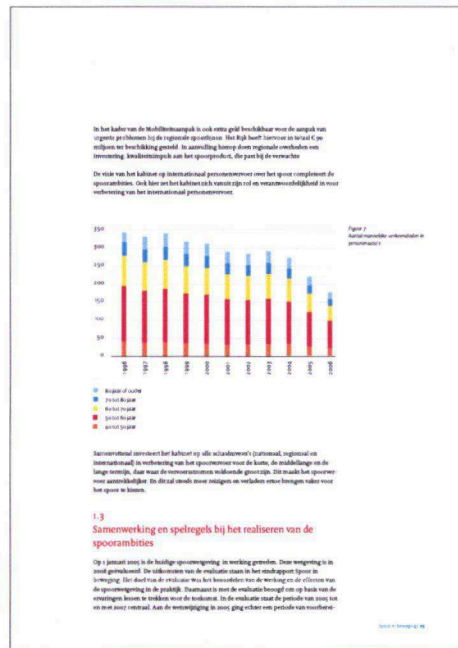 In het kader van de Mobiliteitsaanpak is ook extra geld beschikbaar voor de aanpak van
urgente problemen bij de regionale spoorlijnen. Het Rijk heeft hiervoor in totaal € 90
miljoen ter beschikking gesteld. In aanvulling hierop doen regionale overheden een
investering. kwaliteitsimpuls aan het spoorproduct, die past bij de verwachte
De visie van het kabinet op internationaal personenvervoer over het spoor completeert de
spoorambities. Ook hier zet het kabinet zich vanuit zijn rol en verantwoordelijkheid in voor
verbetering van het internationaal personenvervoer.
Figuur 7
Aantal mannelijke verkeersdoden in
personenauto's
350
300
250
200
150
100
50
0
1996 1997 1998 1999 2000 2001 2002 2003 2004 2005 2006
80 jaar of ouder
70 tot 80 jaar
60 tot 70 jaar
50 tot 60 jaar
40 tot 50 jaar
Samenvattend investeert het kabinet op alle schaalniveau's (nationaal, regionaal en
internationaal) in verbetering van het spoorvervoer voor de korte, de middellange en de
lange termijn, daar waar de vervoerstromen voldoende groot zijn. Dit maakt het spoorver-
voer aantrekkelijker. En dit zal steeds meer reizigers en verladers ertoe brengen vaker voor
het spoor te kiezen.
1.3
Samenwerking en spelregels bij het realiseren van de
spoorambities
Op 1 januari 2005 is de huidige spoorwetgeving in werking getreden. Deze wetgeving is in
2008 geëvalueerd. De uitkomsten van de evaluatie staan in het eindrapport Spoor in
beweging. Het doel van de evaluatie was het beoordelen van de werking en de effecten van
de spoorwetgeving in de praktijk. Daarnaast is met de evaluatie beoogd om op basis van de
ervaringen lessen te trekken voor de toekomst. In de evaluatie staat de periode van 2005 tot
en met 2007 centraal. Aan de wetswijziging in 2005 ging echter een periode van voorberei-
Spoor in beweging |